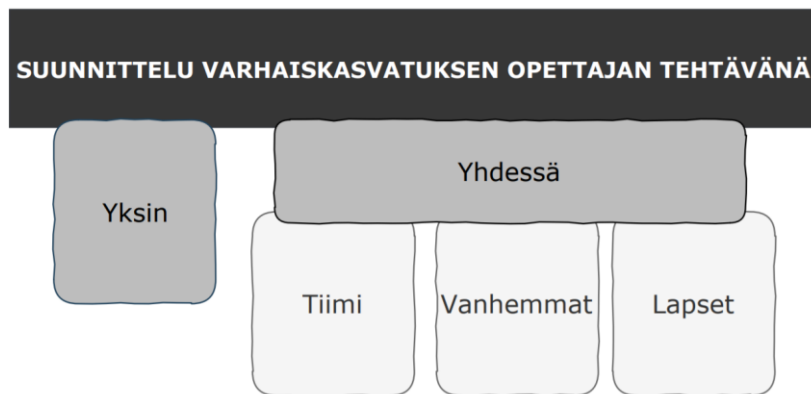 SUUNNITTELU VARHAISKASVATUKSEN OPETTAJAN TEHTÄVÄNÄ
Yksin
Yhdessä
Tiimi
Vanhemmat
Lapset